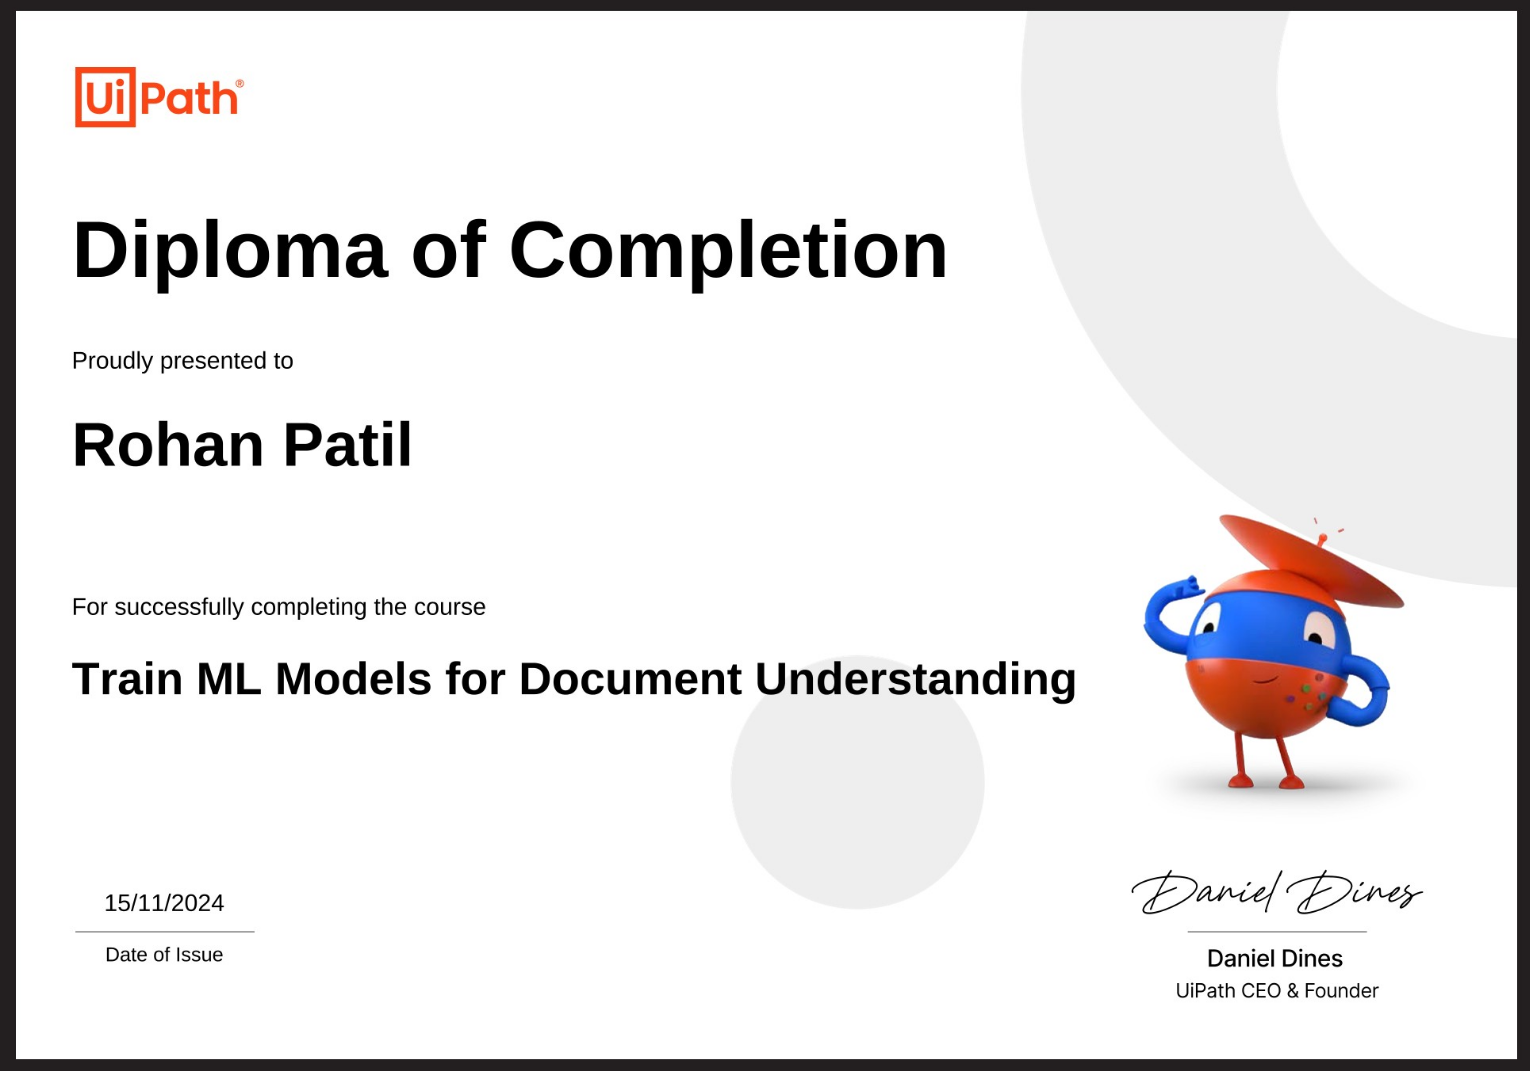 UiPath®
Diploma of Completion
Proudly presented to
Rohan Patil
For successfully completing the course
Train ML Models for Document Understanding
15/11/2024
Date of Issue
Daniel Dines
Daniel Dines
UiPath CEO & Founder